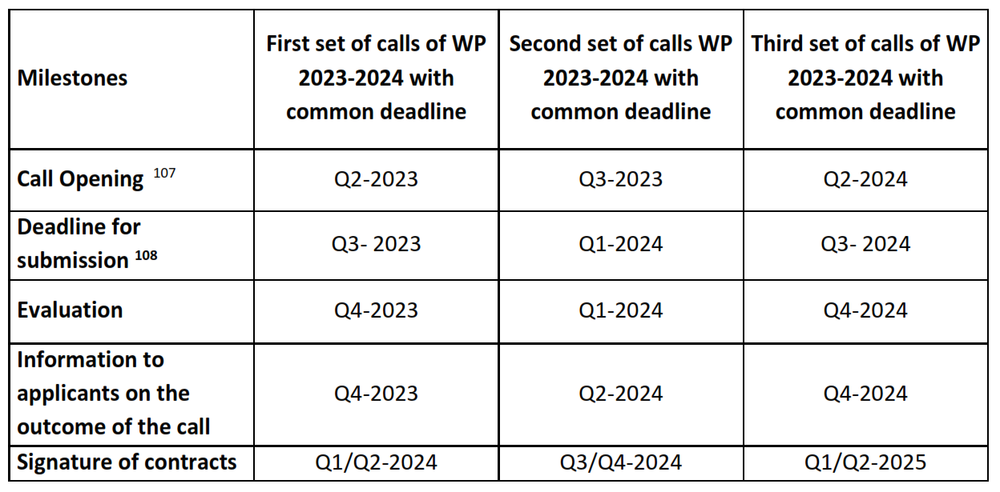 Milestones
First set of calls of WP
2023-2024 with
common deadline
Second set of calls WP
2023-2024 with
common deadline
Third set of calls of WP
2023-2024 with
common deadline
Call Opening 107
Q2-2023
Q3-2023
Q2-2024
Deadline for
submission 108
Q3- 2023
Q1-2024
Q3- 2024
Evaluation
Q4-2023
Q1-2024
Q4-2024
Information to
applicants on the
outcome of the call
Q4-2023
Q2-2024
Q4-2024
Signature of contracts
Q1/Q2-2024
Q3/Q4-2024
Q1/Q2-2025